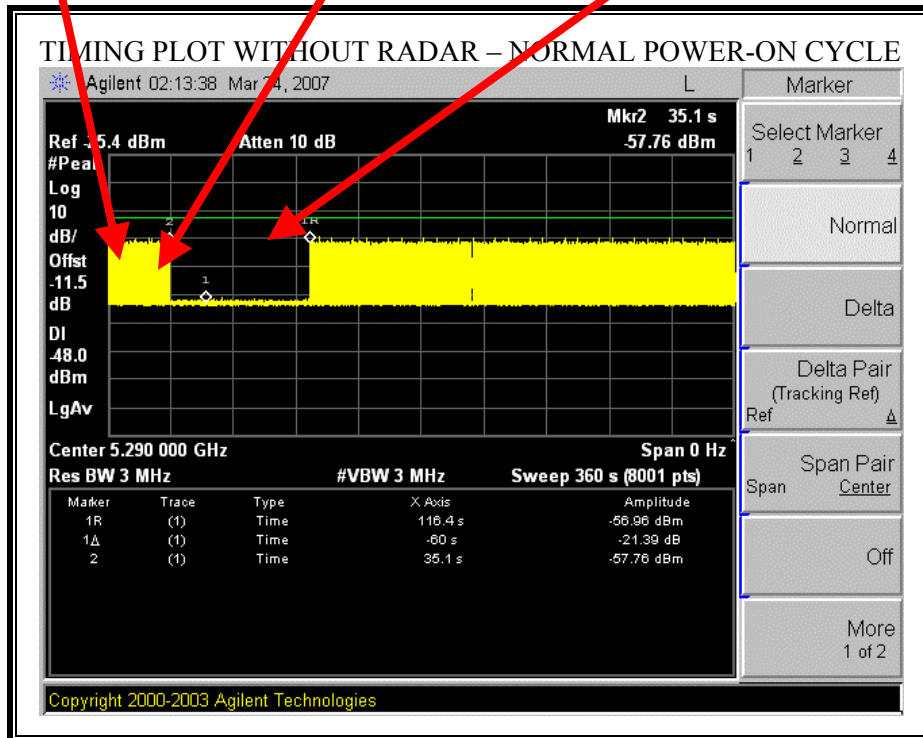 TIMING PLOT WITHOUT RADAR – NORMAL POWER-ON CYCLE
Agilent 02:13:38 2007 L
Marker
Mkr2 35.1 s
Ref dBm Atten 10 dB -57.76 dBm
#Peak
Log
10
dB/
Offst
-11.5
dB
DI
-48.0
dBm
LgAv
2
1R
1
Center 5.290 000 GHz Span 0 Hz
Res BW 3 MHz #VBW 3 MHz Sweep 360 s (8001 pts)
Marker Trace Type X Axis Amplitude
1R (1) Time 116.4 s -56.96 dBm
1Δ (1) Time -60 s -21.39 dB
2 (1) Time 35.1 s -57.76 dBm
Select Marker
1 2 3 4
Normal
Delta
Delta Pair
(Tracking Ref)
Ref Δ
Span Pair
Span Center
Off
More
1 of 2
Copyright 2000-2003 Agilent Technologies